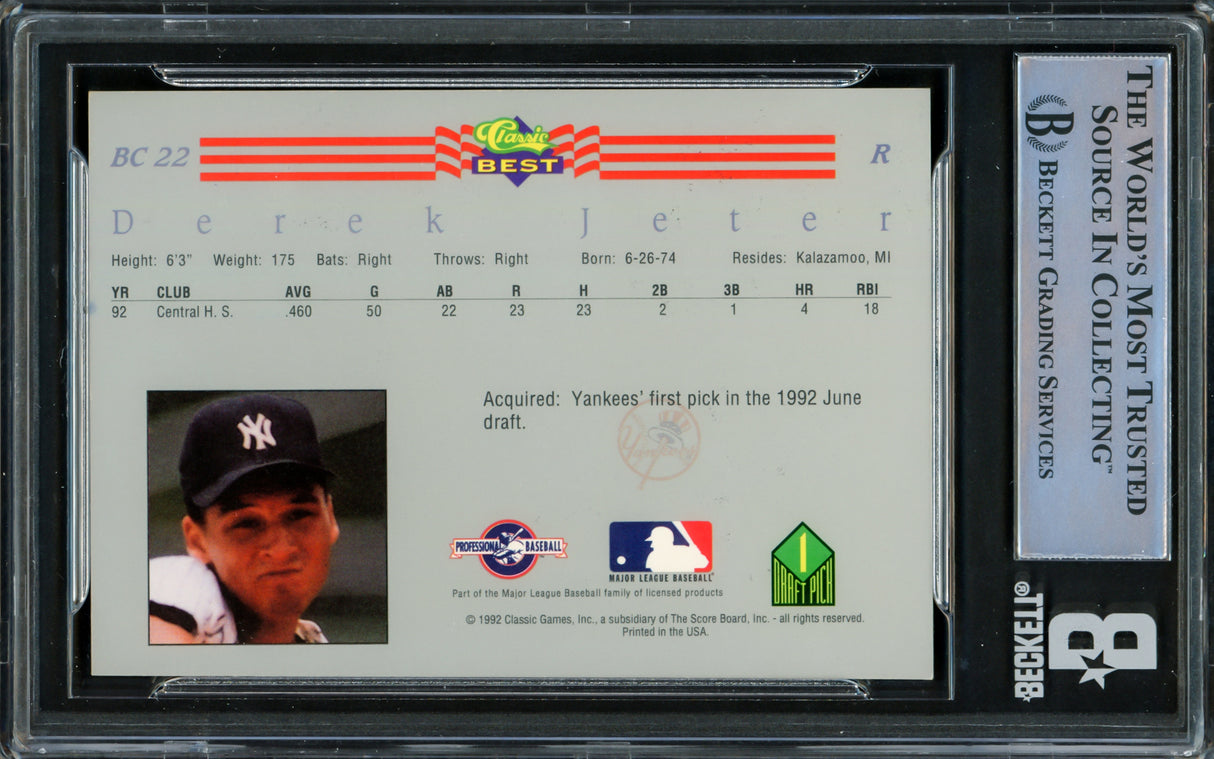 BC 22
Classic
BEST
R
Derek Jeter
Height: 6'3" Weight: 175 Bats: Right Throws: Right Born: 6-26-74 Resides: Kalazamoo, MI
YR CLUB AVG G AB R H 2B 3B HR RBI
92 Central H. S. .460 50 22 23 23 2 1 4 18
Acquired: Yankees' first pick in the 1992 June
draft.
Yankees
NY
PROFESSIONAL BASEBALL
MAJOR LEAGUE BASEBALL
1
DRAFT PICK
Part of the Major League Baseball family of licensed products
© 1992 Classic Games, Inc., a subsidiary of The Score Board, Inc. - all rights reserved.
Printed in the USA.
THE WORLD'S MOST TRUSTED
SOURCE IN COLLECTING™
B BECKETT GRADING SERVICES
B
BECKETT®